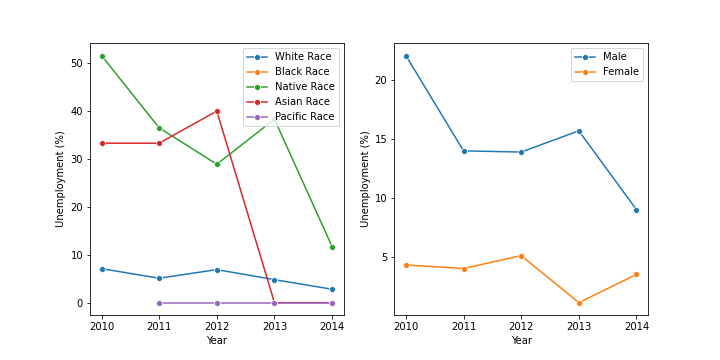 50
40
30
20
10
0
Unemployment (%)
2010 2011 2012 2013 2014
Year
White Race
Black Race
Native Race
Asian Race
Pacific Race
20
15
10
5
Unemployment (%)
2010 2011 2012 2013 2014
Year
Male
Female